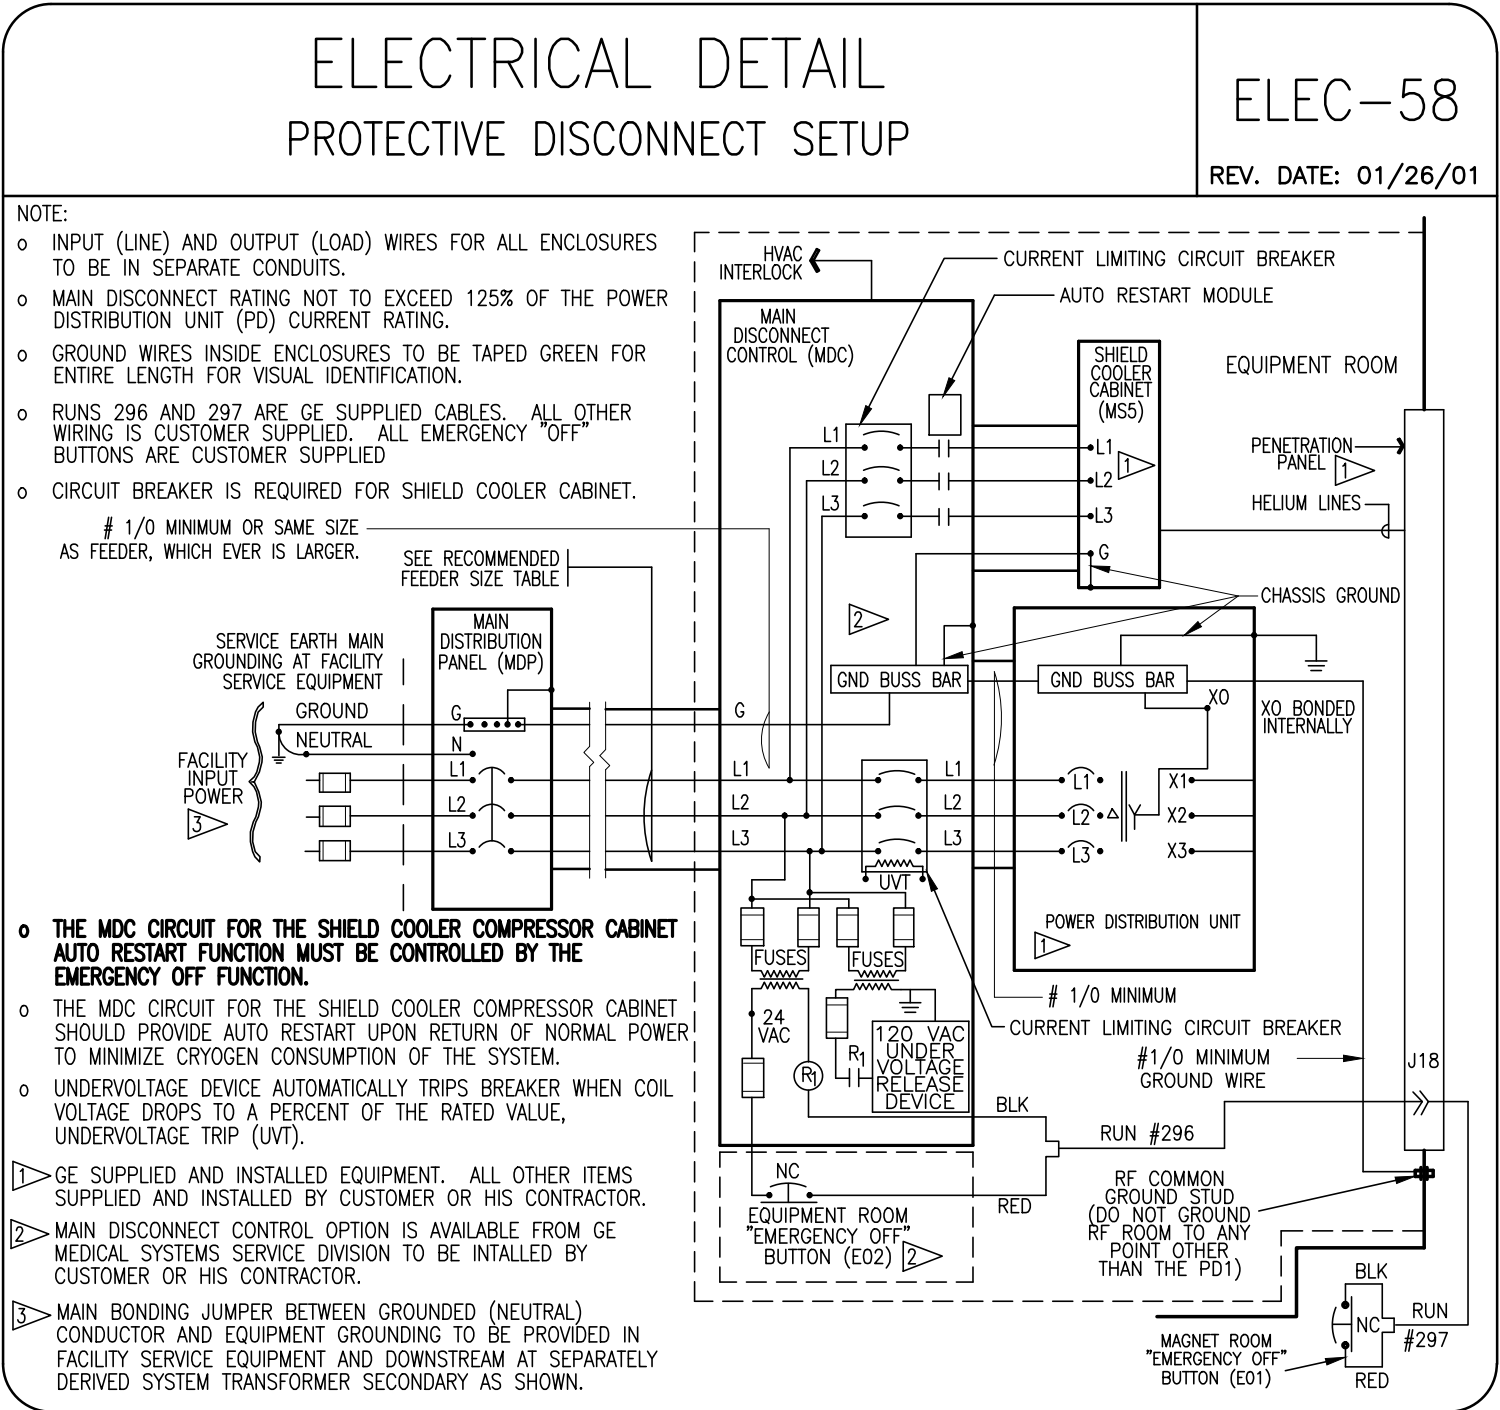 ELECTRICAL DETAIL
PROTECTIVE DISCONNECT SETUP
ELEC-58
REV. DATE: 01/26/01
NOTE:
o INPUT (LINE) AND OUTPUT (LOAD) WIRES FOR ALL ENCLOSURES
TO BE IN SEPARATE CONDUITS.
o MAIN DISCONNECT RATING NOT TO EXCEED 125% OF THE POWER
DISTRIBUTION UNIT (PD) CURRENT RATING.
o GROUND WIRES INSIDE ENCLOSURES TO BE TAPED GREEN FOR
ENTIRE LENGTH FOR VISUAL IDENTIFICATION.
o RUNS 296 AND 297 ARE GE SUPPLIED CABLES. ALL OTHER
WIRING IS CUSTOMER SUPPLIED. ALL EMERGENCY "OFF"
BUTTONS ARE CUSTOMER SUPPLIED
o CIRCUIT BREAKER IS REQUIRED FOR SHIELD COOLER CABINET.
# 1/0 MINIMUM OR SAME SIZE
AS FEEDER, WHICH EVER IS LARGER.
SEE RECOMMENDED
FEEDER SIZE TABLE
SERVICE EARTH MAIN
GROUNDING AT FACILITY
SERVICE EQUIPMENT
GROUND
NEUTRAL
FACILITY
INPUT
POWER
3
MAIN
DISTRIBUTION
PANEL (MDP)
G
N
L1
L2
L3
HVAC
INTERLOCK
MAIN
DISCONNECT
CONTROL (MDC)
CURRENT LIMITING CIRCUIT BREAKER
AUTO RESTART MODULE
L1
L2
L3
SHIELD
COOLER
CABINET
(MS5)
L1
1
L2
L3
G
EQUIPMENT ROOM
PENETRATION
PANEL
1
HELIUM LINES
CHASSIS GROUND
2
GND BUSS BAR
GND BUSS BAR
XO
XO BONDED
INTERNALLY
G
L1
L2
L3
L1
L2
L3
L1
L2
L3
X1
X2
X3
UVT
POWER DISTRIBUTION UNIT
1
FUSES
FUSES
24
VAC
R1
R1
120 VAC
UNDER
VOLTAGE
RELEASE
DEVICE
# 1/0 MINIMUM
CURRENT LIMITING CIRCUIT BREAKER
#1/0 MINIMUM
GROUND WIRE
J18
BLK
RUN #296
RED
NC
EQUIPMENT ROOM
"EMERGENCY OFF"
BUTTON (E02)
2
RF COMMON
GROUND STUD
(DO NOT GROUND
RF ROOM TO ANY
POINT OTHER
THAN THE PD1)
BLK
NC
RUN
#297
RED
MAGNET ROOM
"EMERGENCY OFF"
BUTTON (E01)
o THE MDC CIRCUIT FOR THE SHIELD COOLER COMPRESSOR CABINET
AUTO RESTART FUNCTION MUST BE CONTROLLED BY THE
EMERGENCY OFF FUNCTION.
o THE MDC CIRCUIT FOR THE SHIELD COOLER COMPRESSOR CABINET
SHOULD PROVIDE AUTO RESTART UPON RETURN OF NORMAL POWER
TO MINIMIZE CRYOGEN CONSUMPTION OF THE SYSTEM.
o UNDERVOLTAGE DEVICE AUTOMATICALLY TRIPS BREAKER WHEN COIL
VOLTAGE DROPS TO A PERCENT OF THE RATED VALUE,
UNDERVOLTAGE TRIP (UVT).
1 GE SUPPLIED AND INSTALLED EQUIPMENT. ALL OTHER ITEMS
SUPPLIED AND INSTALLED BY CUSTOMER OR HIS CONTRACTOR.
2 MAIN DISCONNECT CONTROL OPTION IS AVAILABLE FROM GE
MEDICAL SYSTEMS SERVICE DIVISION TO BE INTALLED BY
CUSTOMER OR HIS CONTRACTOR.
3 MAIN BONDING JUMPER BETWEEN GROUNDED (NEUTRAL)
CONDUCTOR AND EQUIPMENT GROUNDING TO BE PROVIDED IN
FACILITY SERVICE EQUIPMENT AND DOWNSTREAM AT SEPARATELY
DERIVED SYSTEM TRANSFORMER SECONDARY AS SHOWN.